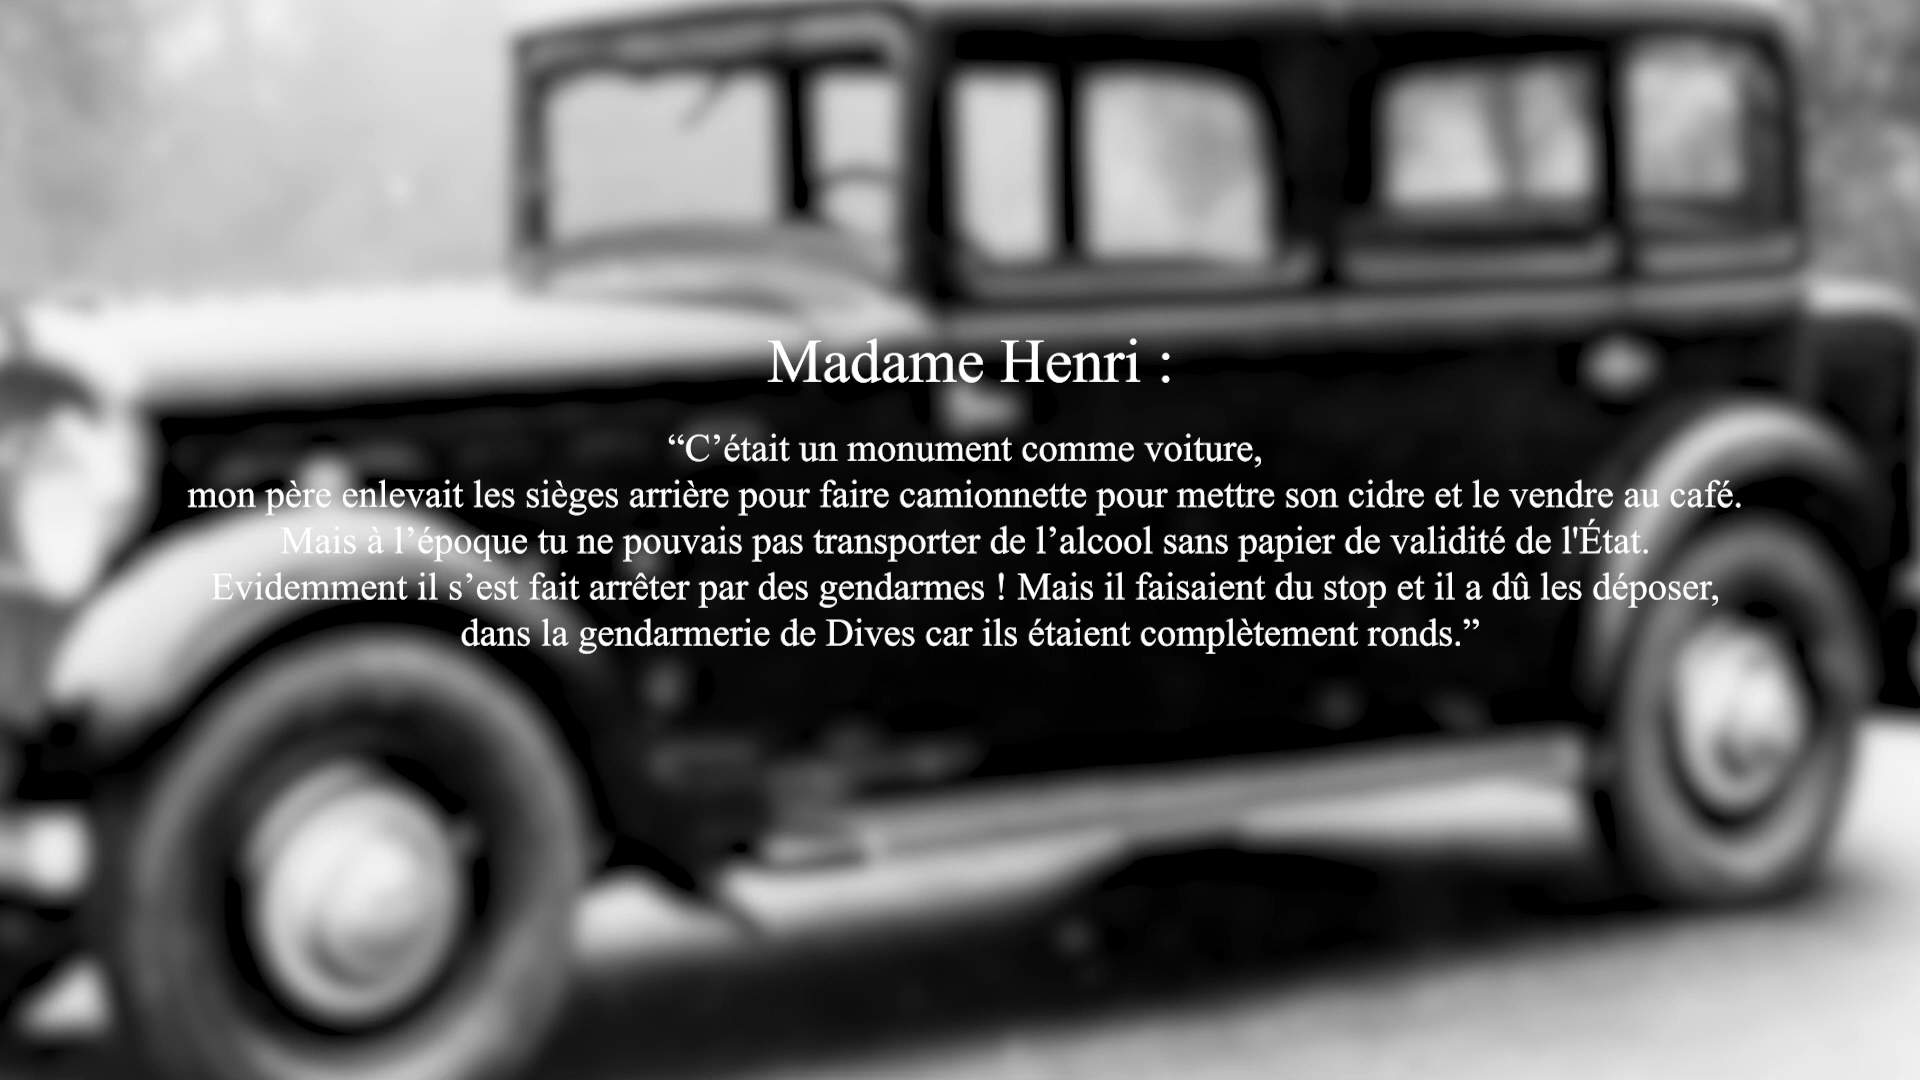 Madame Henri :
“C’était un monument comme voiture,
mon père enlevait les sièges arrière pour faire camionnette pour mettre son cidre et le vendre au café.
Mais à l’époque tu ne pouvais pas transporter de l’alcool sans papier de validité de l'État.
Evidemment il s’est fait arrêter par des gendarmes ! Mais il faisaient du stop et il a dû les déposer,
dans la gendarmerie de Dives car ils étaient complètement ronds.”